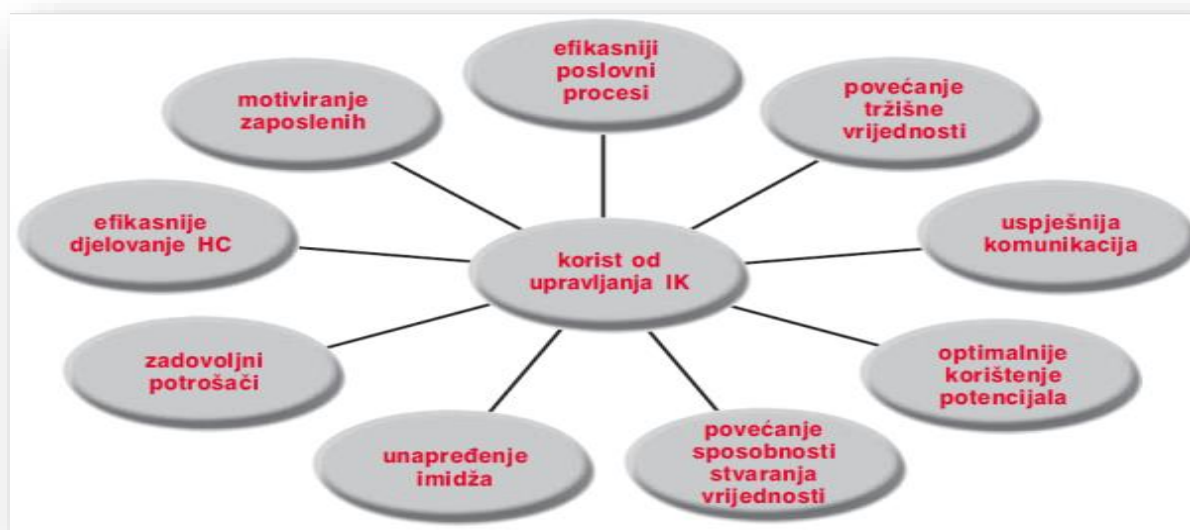 efikasniji
poslovni
procesi
motiviranje
zaposlenih
povećanje
tržišne
vrijednosti
efikasnije
djelovanje HC
uspješnija
komunikacija
korist od
upravljanja IK
zadovoljni
potrošači
optimalnije
korištenje
potencijala
unapređenje
imidža
povećanje
sposobnosti
stvaranja
vrijednosti